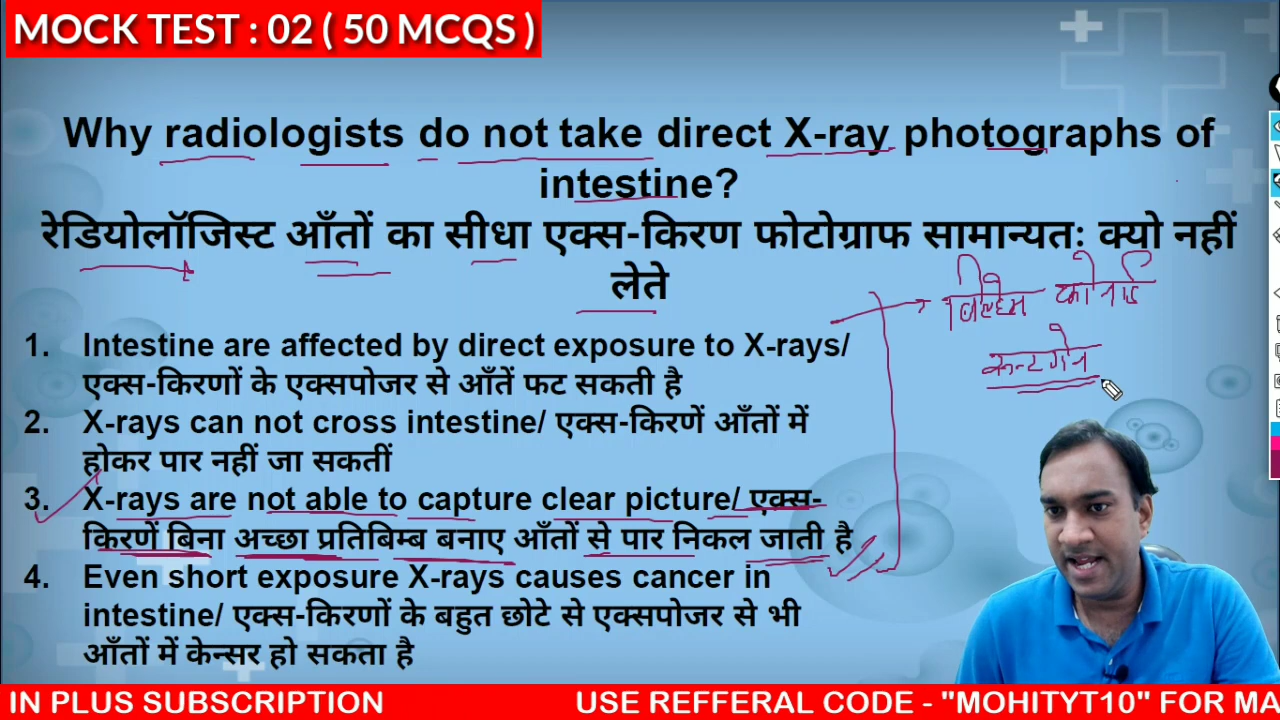 MOCK TEST : 02 ( 50 MCQS )
Why radiologists do not take direct X-ray photographs of
intestine?
रेडियोलॉजिस्ट आँतों का सीधा एक्स-किरण फोटोग्राफ सामान्यतः क्यो नहीं
लेते
1. Intestine are affected by direct exposure to X-rays/
एक्स-किरणों के एक्सपोजर से आँतें फट सकती है
2. X-rays can not cross intestine/ एक्स-किरणें आँतों में
होकर पार नहीं जा सकतीं
3. X-rays are not able to capture clear picture/ एक्स-
किरणें बिना अच्छा प्रतिबिम्ब बनाए आँतों से पार निकल जाती है
4. Even short exposure X-rays causes cancer in
intestine/ एक्स-किरणों के बहुत छोटे से एक्सपोजर से भी
आँतों में केन्सर हो सकता है
IN PLUS SUBSCRIPTION USE REFFERAL CODE - "MOHITYT10" FOR MA